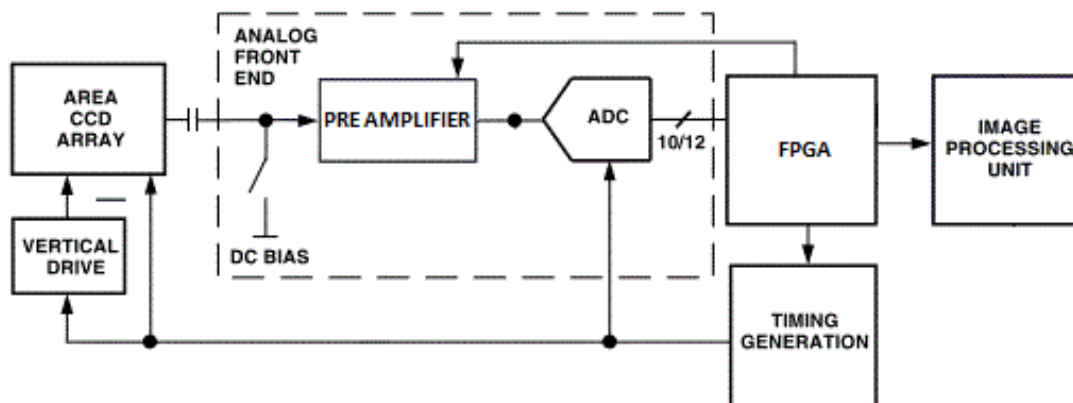 ANALOG
FRONT
END
AREA
CCD
ARRAY
PRE AMPLIFIER
ADC
10/12
FPGA
IMAGE
PROCESSING
UNIT
VERTICAL
DRIVE
DC BIAS
TIMING
GENERATION